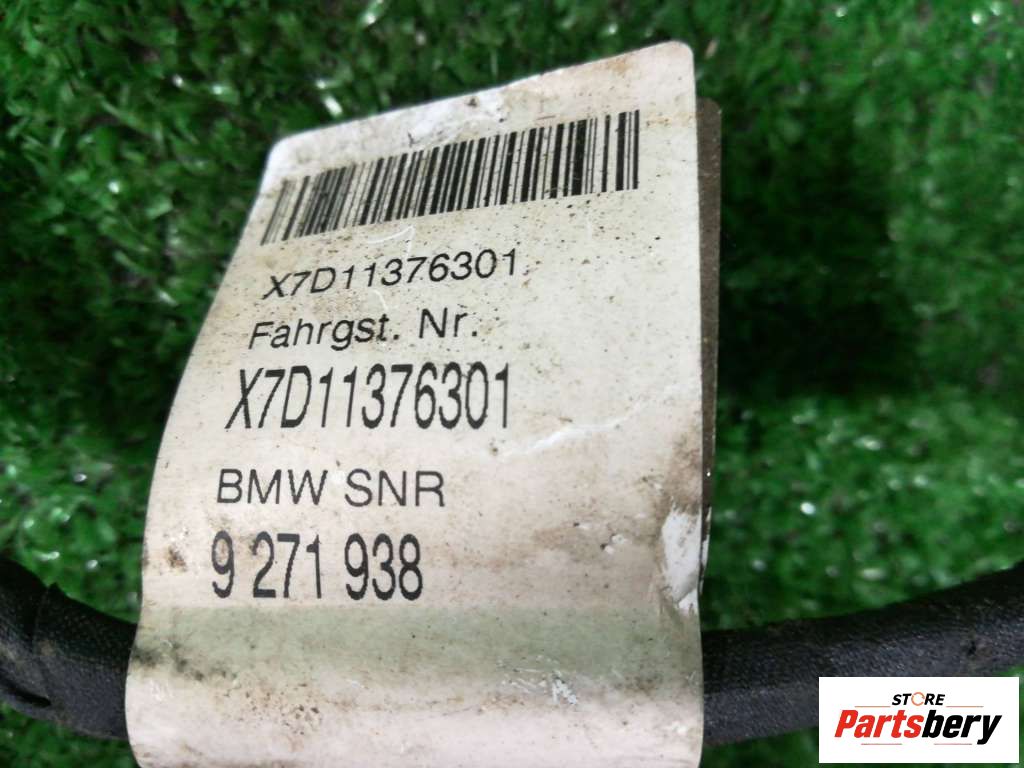 X7D11376301
Fahrgst. Nr.
X7D11376301
BMW SNR
9 271 938
STORE
Partsbery